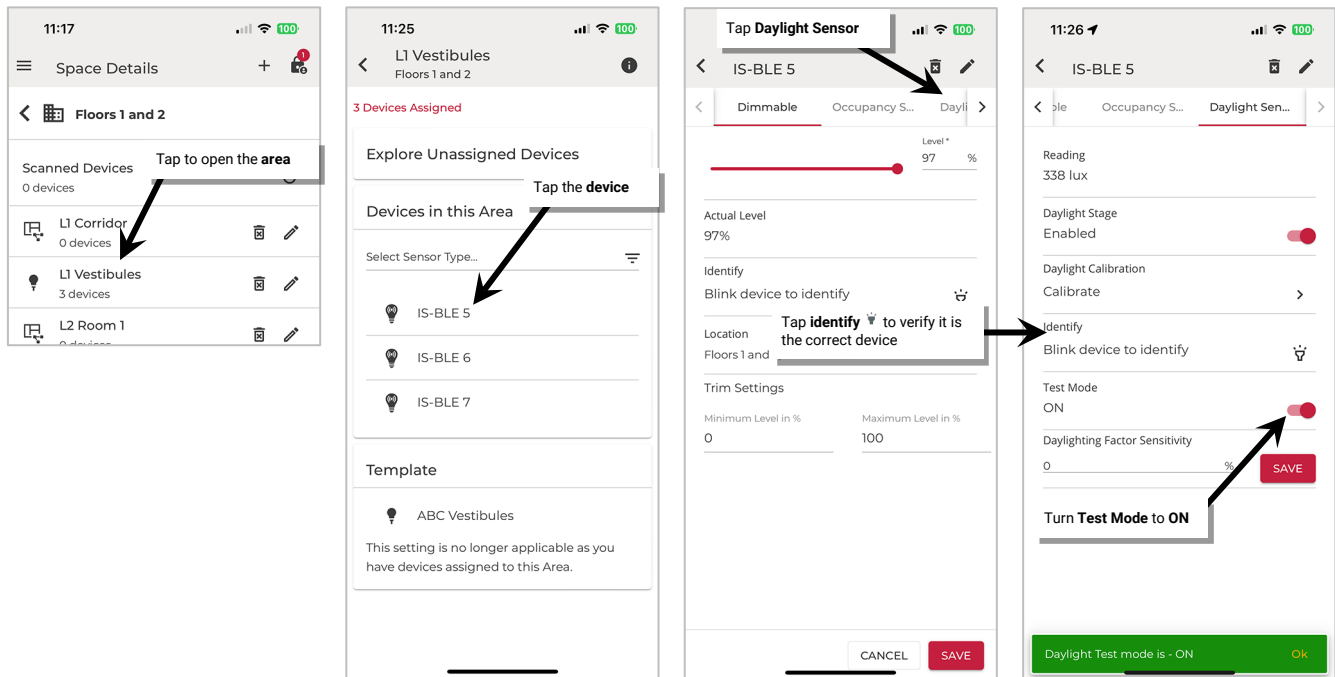 11:17
100
Space Details
1
Floors 1 and 2
Scanned Devices
0 devices
Tap to open the area
L1 Corridor
0 devices
L1 Vestibules
3 devices
L2 Room 1
0 devices
11:25
100
L1 Vestibules
Floors 1 and 2
3 Devices Assigned
Explore Unassigned Devices
Tap the device
Devices in this Area
Select Sensor Type...
IS-BLE 5
IS-BLE 6
IS-BLE 7
Template
ABC Vestibules
This setting is no longer applicable as you
have devices assigned to this Area.
Tap Daylight Sensor
100
IS-BLE 5
Dimmable Occupancy S... Dayli
Level *
97 %
Actual Level
97%
Identify
Blink device to identify
Tap identify to verify it is
the correct device
Location
Floors 1 and
Trim Settings
Minimum Level in % Maximum Level in %
0 100
CANCEL SAVE
11:26
100
IS-BLE 5
ble Occupancy S... Daylight Sen...
Reading
338 lux
Daylight Stage
Enabled
Daylight Calibration
Calibrate
Identify
Blink device to identify
Test Mode
ON
Daylighting Factor Sensitivity
0 % SAVE
Turn Test Mode to ON
Daylight Test mode is - ON Ok